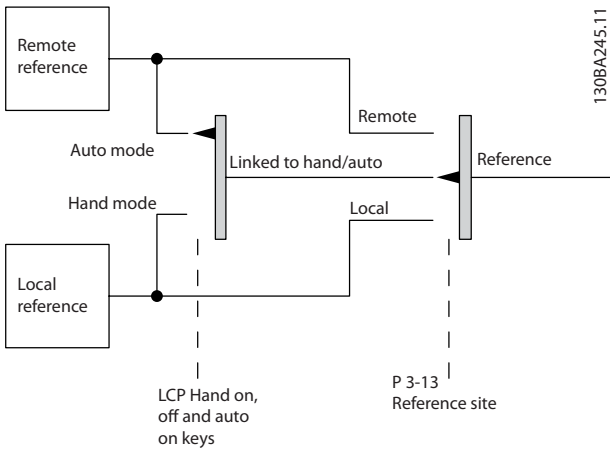 Remote
reference
130BA245.11
Remote
Auto mode
Linked to hand/auto
Reference
Hand mode
Local
Local
reference
LCP Hand on,
off and auto
on keys
P 3-13
Reference site